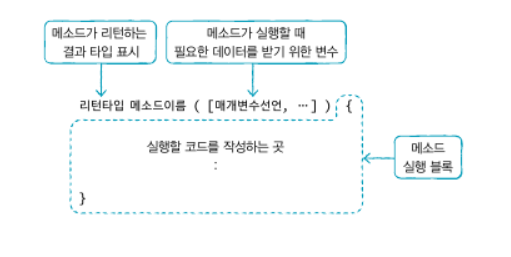 메소드가 리턴하는
결과 타입 표시
메소드가 실행할 때
필요한 데이터를 받기 위한 변수
리턴타입 메소드이름 ( [매개변수선언, …] ) {
실행할 코드를 작성하는 곳
:
}
메소드
실행 블록